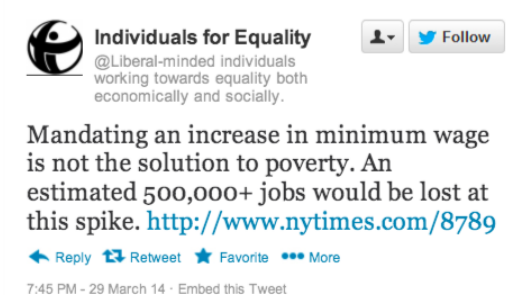 Individuals for Equality
Follow
@Liberal-minded individuals
working towards equality both
economically and socially.
Mandating an increase in minimum wage
is not the solution to poverty. An
estimated 500,000+ jobs would be lost at
this spike. http://www.nytimes.com/8789
Reply Retweet Favorite More
7:45 PM - 29 March 14 · Embed this Tweet